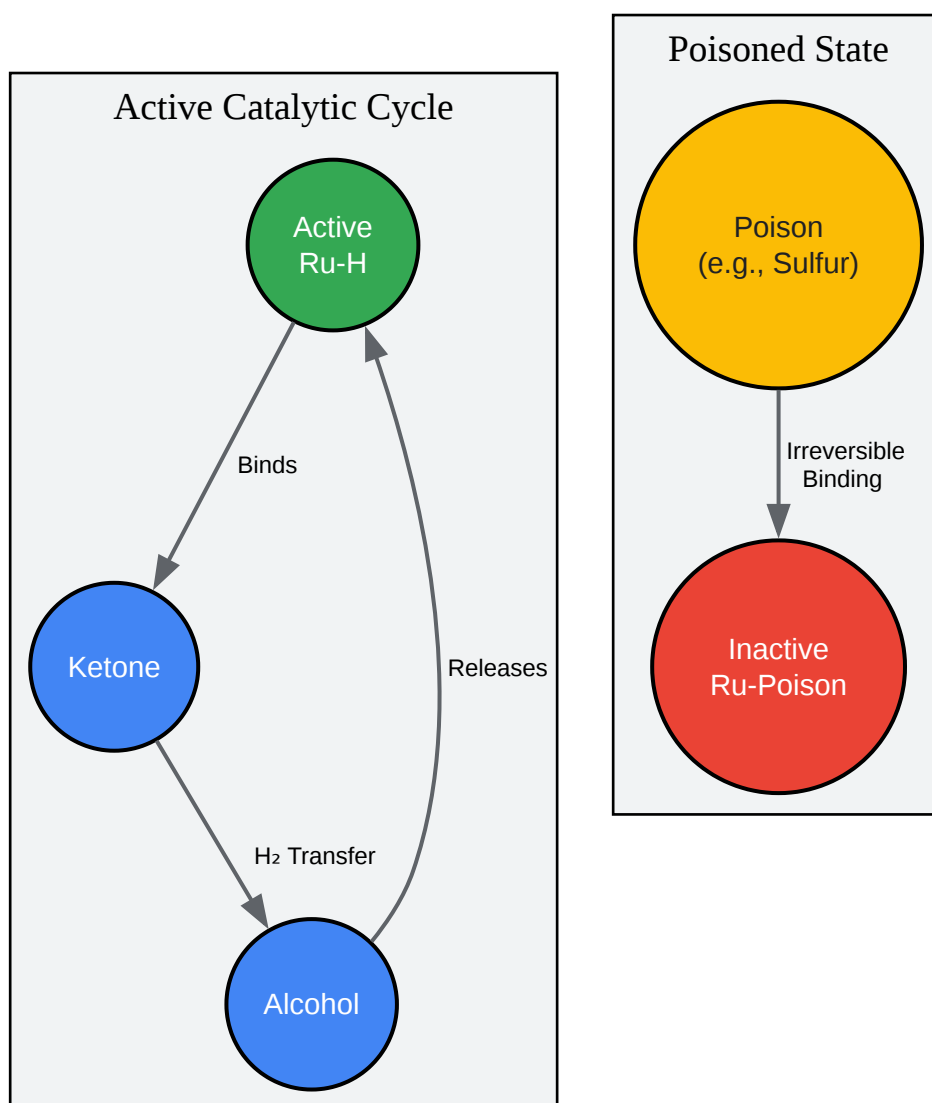 Active Catalytic Cycle
Active
Ru-H
Binds
Ketone
Releases
H₂ Transfer
Alcohol
Poisoned State
Poison
(e.g., Sulfur)
Irreversible
Binding
Inactive
Ru-Poison